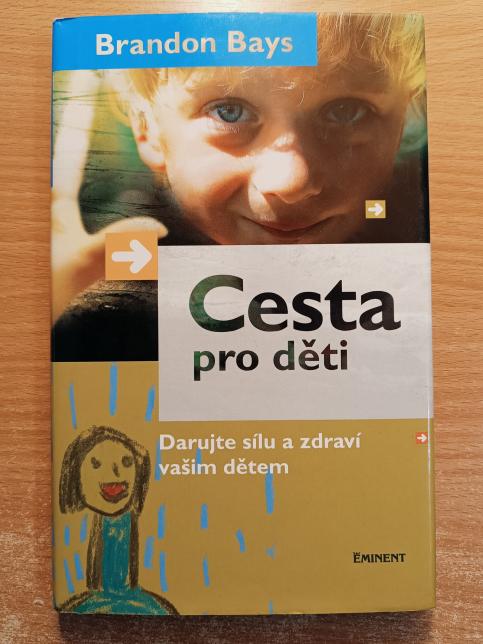 Brandon Bays
Cesta
pro děti
Darujte sílu a zdraví
vašim dětem
EMINENT